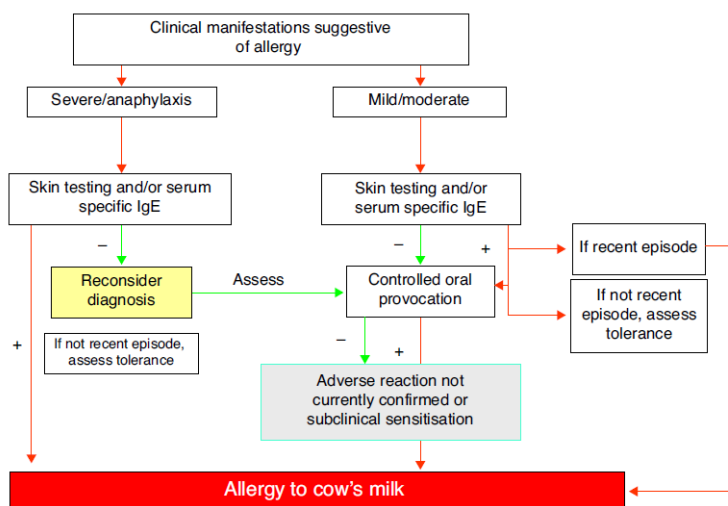 Clinical manifestations suggestive
of allergy
Severe/anaphylaxis
Mild/moderate
Skin testing and/or serum
specific IgE
Skin testing and/or
serum specific IgE
–
–
+
If recent episode
Reconsider
diagnosis
Assess
Controlled oral
provocation
If not recent
episode, assess
tolerance
+
If not recent episode,
assess tolerance
–
+
Adverse reaction not
currently confirmed or
subclinical sensitisation
Allergy to cow's milk